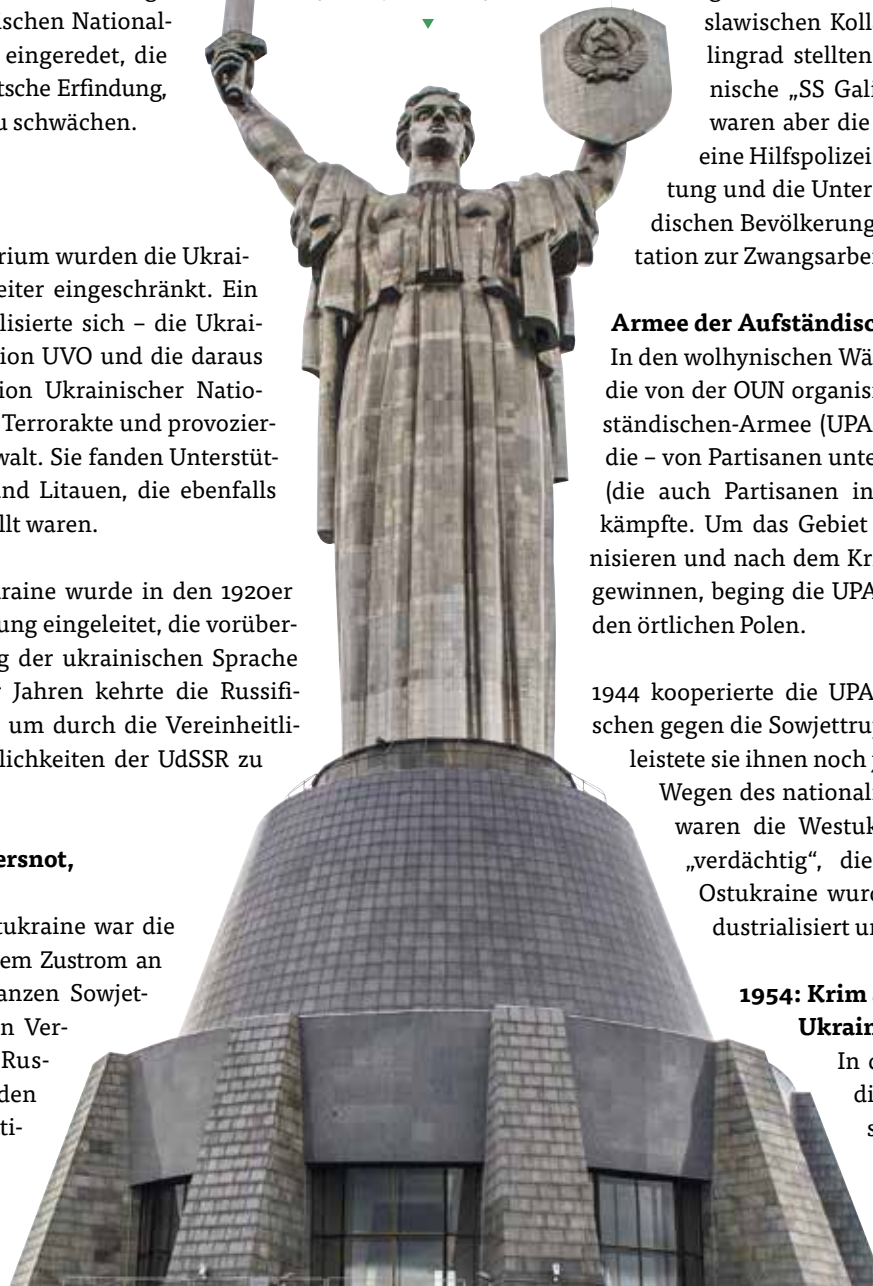 ischen National-
eingeredet, die
tsche Erfindung,
u schwächen.
rium wurden die Ukrai-
eiter eingeschränkt. Ein
lisierte sich – die Ukrai-
ion UVO und die daraus
ion Ukrainischer Natio-
Terrorakte und provozier-
walt. Sie fanden Unterstüt-
nd Litauen, die ebenfalls
llt waren.
raine wurde in den 1920er
ung eingeleitet, die vorüber-
g der ukrainischen Sprache
r Jahren kehrte die Russifi-
um durch die Vereinheitli-
lichkeiten der UdSSR zu
ersnot,
tukraine war die
em Zustrom an
anzen Sowjet-
n Ver-
Rus-
den
ti-
slawischen Koll
lingrad stellten
nische „SS Gali
waren aber die
eine Hilfspolizei
tung und die Unter
dischen Bevölkerung
tation zur Zwangsarbe
Armee der Aufständisc
In den wolhynischen Wä
die von der OUN organis
ständischen-Armee (UPA
die – von Partisanen unte
(die auch Partisanen in
kämpfte. Um das Gebiet
nisieren und nach dem Kr
gewinnen, beging die UPA
den örtlichen Polen.
1944 kooperierte die UPA
schen gegen die Sowjettru
leistete sie ihnen noch
Wegen des national
waren die Westuk
„verdächtig“, die
Ostukraine wurd
dustrialisiert u
1954: Krim
Ukrain
In d
di
s